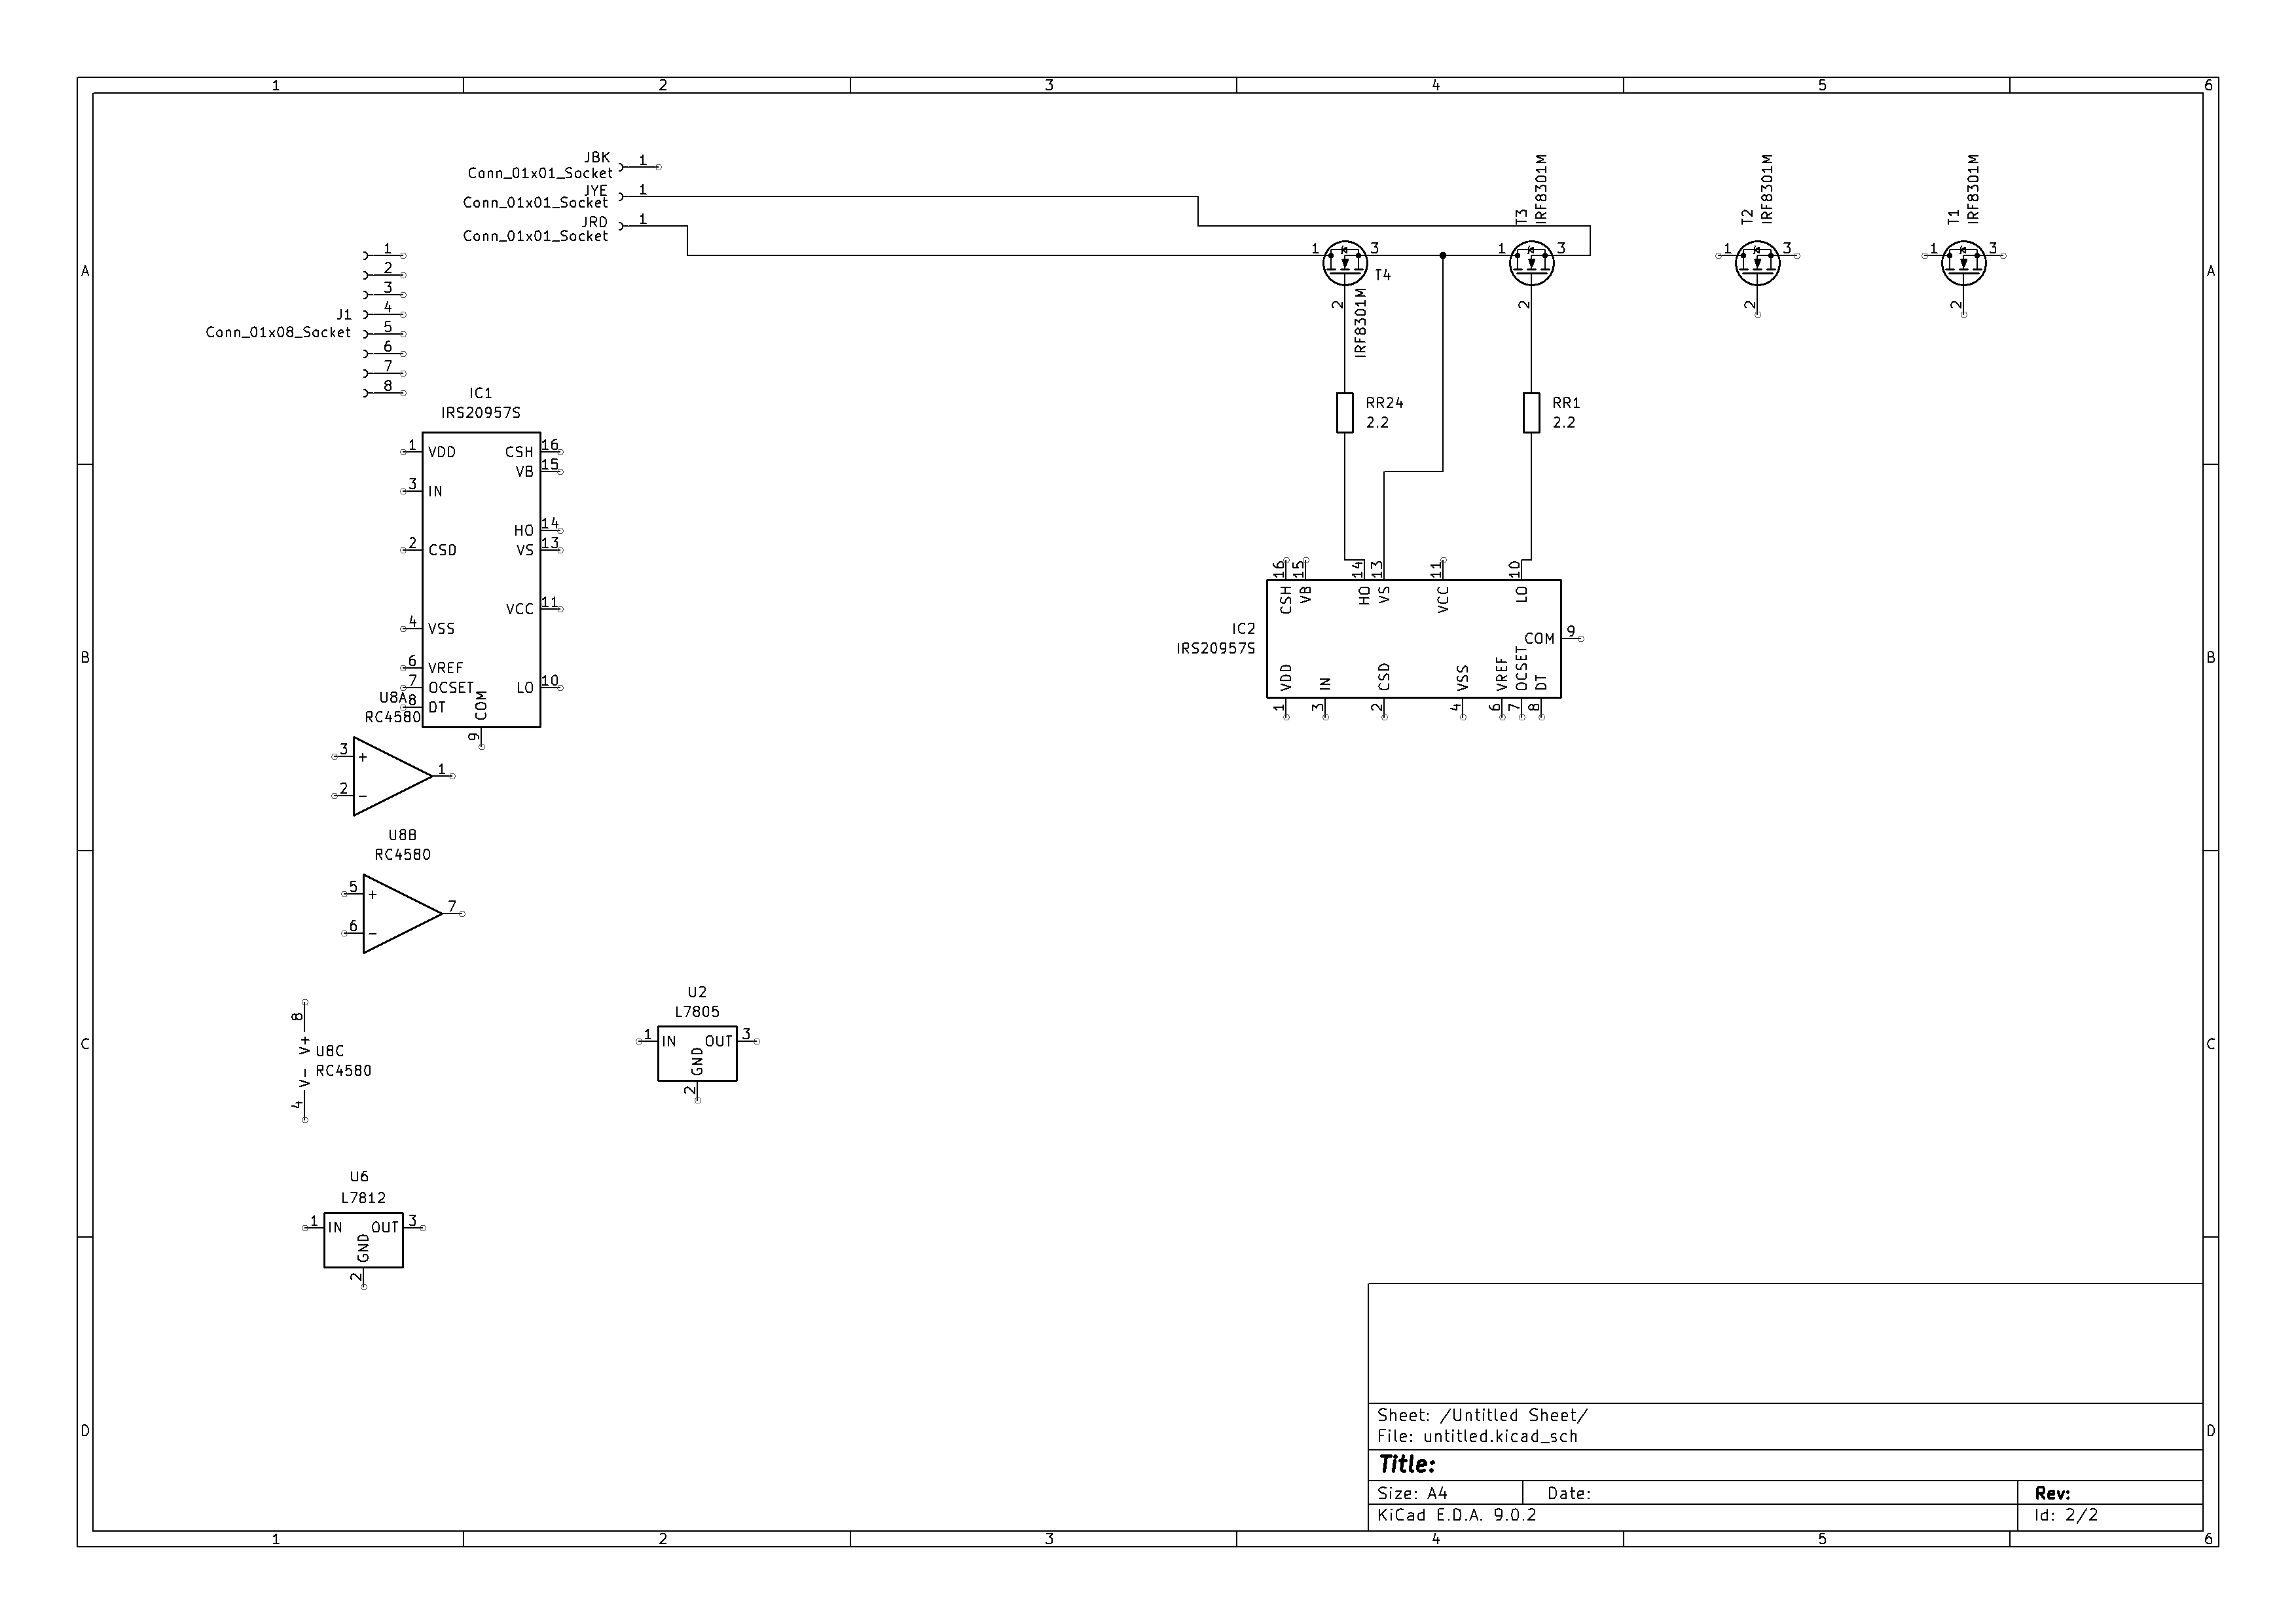 1 2 3 4 5 6
A A
B B
C C
D D
JBK 1
Conn_01x01_Socket
JYE 1
Conn_01x01_Socket
JRD 1
Conn_01x01_Socket
1
2
3
4
5
6
7
8
J1
Conn_01x08_Socket
IC1
IRS20957S
1 VDD
3 IN
2 CSD
4 VSS
6 VREF
7 OCSET
8 DT
CSH 16
VB 15
HO 14
VS 13
VCC 11
LO 10
COM 9
U8A
RC4580
3 +
2 -
1
U8B
RC4580
5 +
6 -
7
8 V+
4 V-
U8C
RC4580
U6
L7812
1 IN OUT 3
GND 2
U2
L7805
1 IN OUT 3
GND 2
1 3
2
T4
IRF8301M
1 3
2
T3
IRF8301M
1 3
2
T2
IRF8301M
1 3
2
T1
IRF8301M
RR24
2.2
RR1
2.2
IC2
IRS20957S
16 15 14 13 11 10
CSH VB HO VS VCC LO
COM 9
VDD IN CSD VSS VREF OCSET DT
1 3 2 4 6 7 8
Sheet: /Untitled Sheet/
File: untitled.kicad_sch
Title:
Size: A4 Date: Rev:
KiCad E.D.A. 9.0.2 Id: 2/2
1 2 3 4 5 6